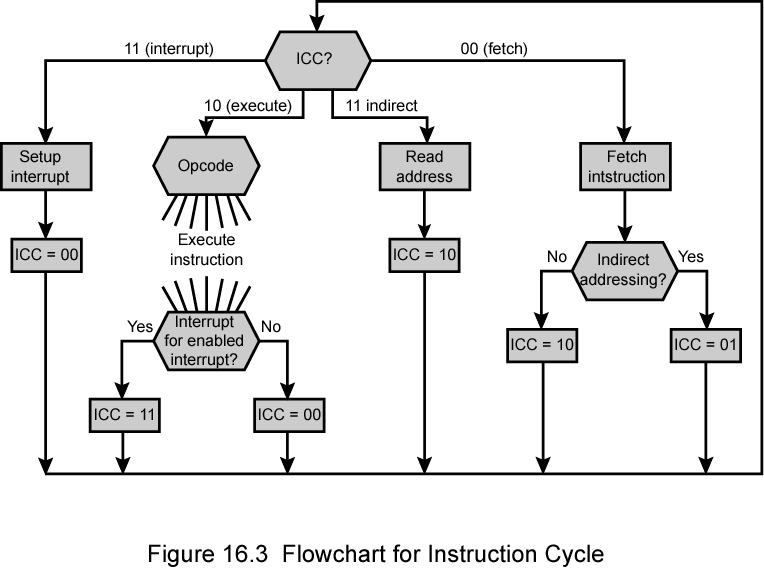 ICC?
11 (interrupt)
00 (fetch)
10 (execute)
11 indirect
Setup
interrupt
Opcode
Read
address
Fetch
intstruction
ICC = 00
Execute
instruction
ICC = 10
No
Indirect
addressing?
Yes
Yes
Interrupt
for enabled
interrupt?
No
ICC = 10
ICC = 01
ICC = 11
ICC = 00
Figure 16.3 Flowchart for Instruction Cycle